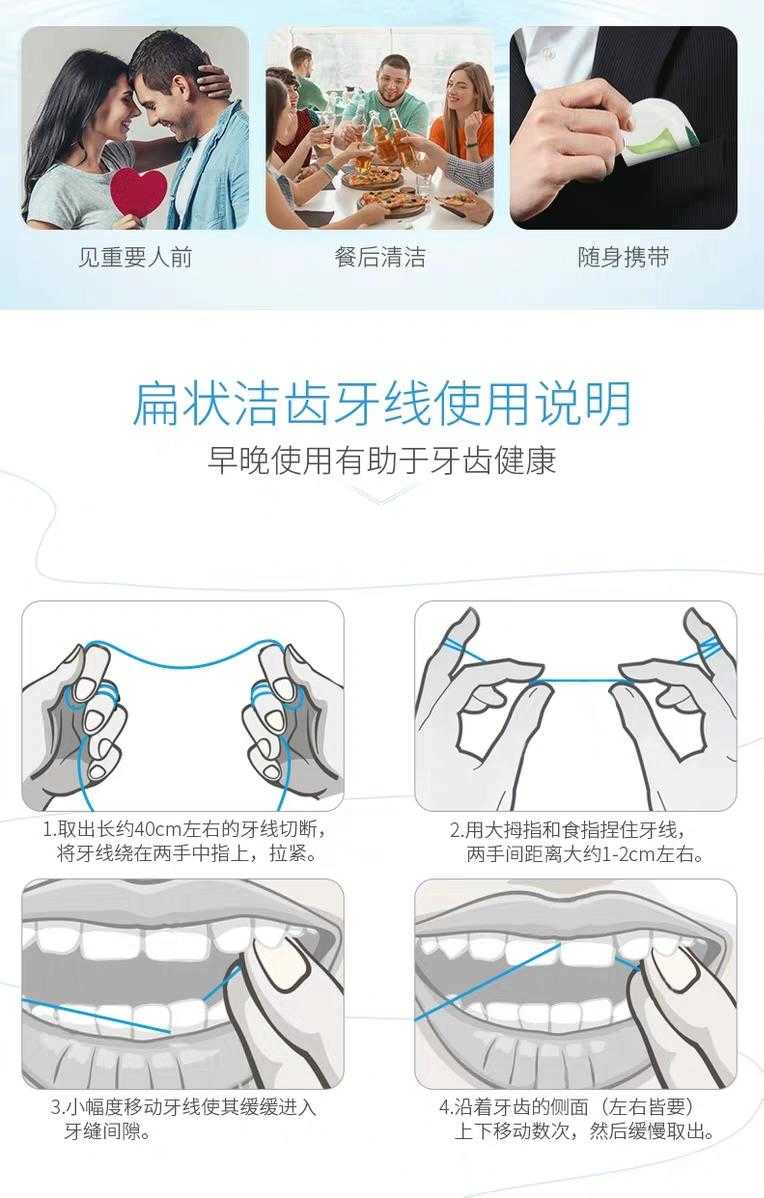 见重要人前
餐后清洁
随身携带
扁状洁齿牙线使用说明
早晚使用有助于牙齿健康
1.取出长约40cm左右的牙线切断，
将牙线绕在两手中指上，拉紧。
2.用大拇指和食指捏住牙线，
两手间距离大约1-2cm左右。
3.小幅度移动牙线使其缓缓进入
牙缝间隙。
4.沿着牙齿的侧面（左右皆要）
上下移动数次，然后缓慢取出。